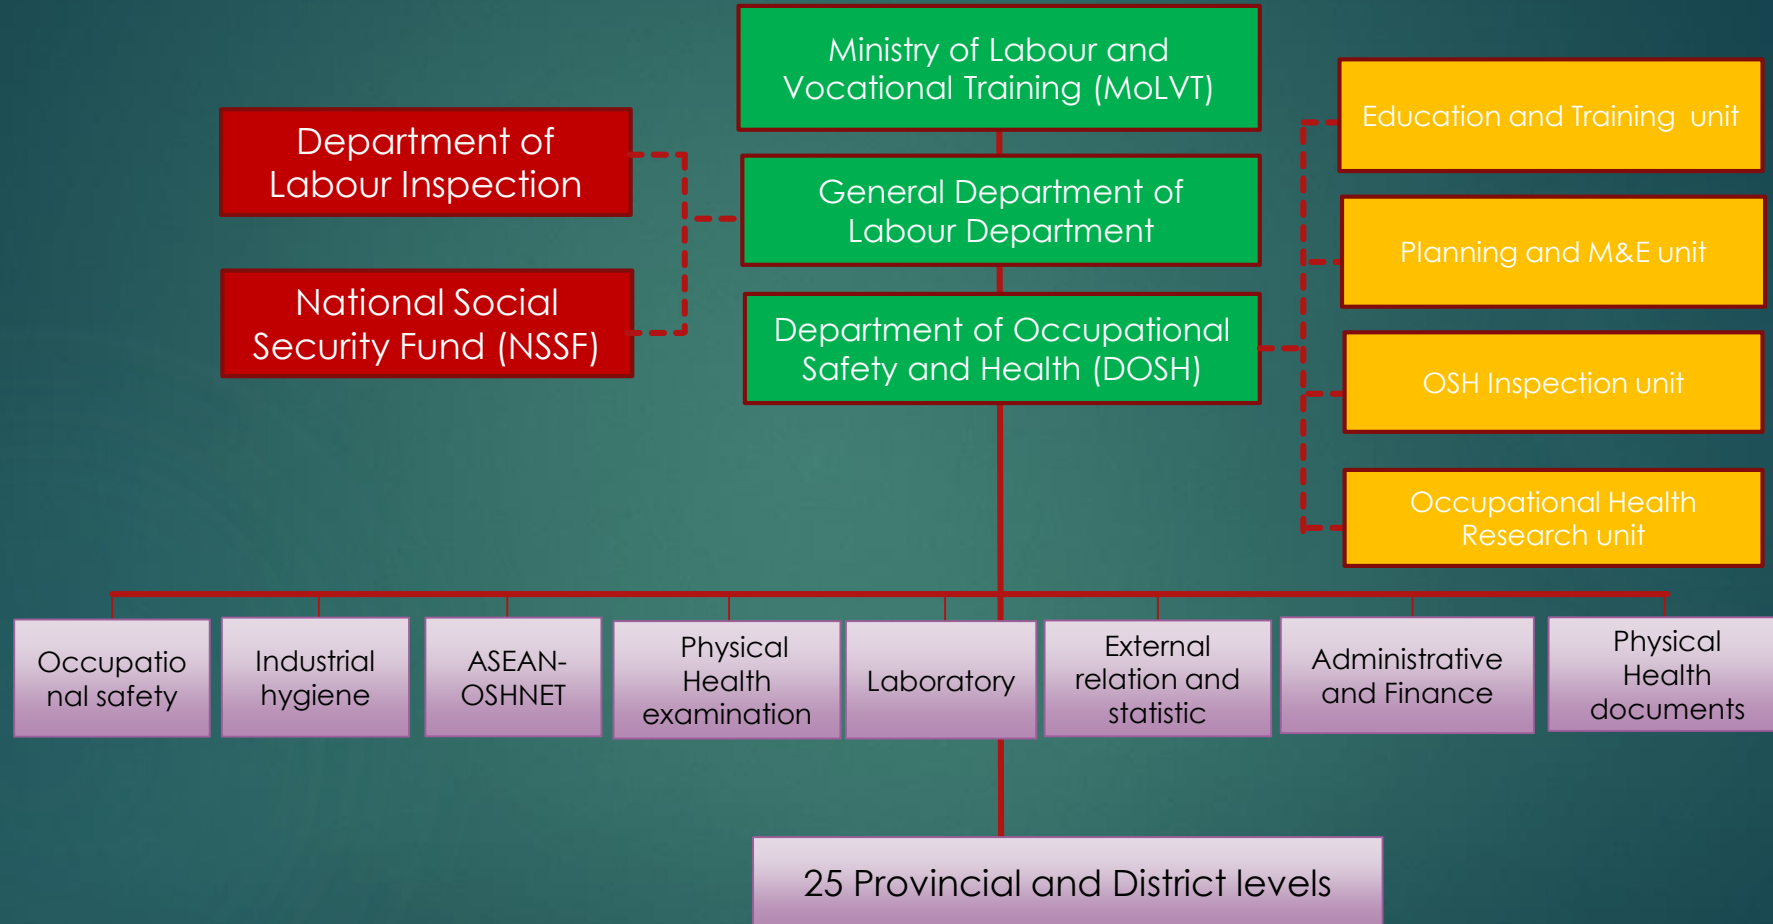 Ministry of Labour and
Vocational Training (MoLVT)
Department of
Labour Inspection
General Department of
Labour Department
National Social
Security Fund (NSSF)
Department of Occupational
Safety and Health (DOSH)
Education and Training unit
Planning and M&E unit
OSH Inspection unit
Occupational Health
Research unit
Occupatio
nal safety
Industrial
hygiene
ASEAN-
OSHNET
Physical
Health
examination
Laboratory
External
relation and
statistic
Administrative
and Finance
Physical
Health
documents
25 Provincial and District levels